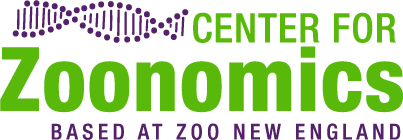 CENTER FOR
Zoonomics
BASED AT ZOO NEW ENGLAND